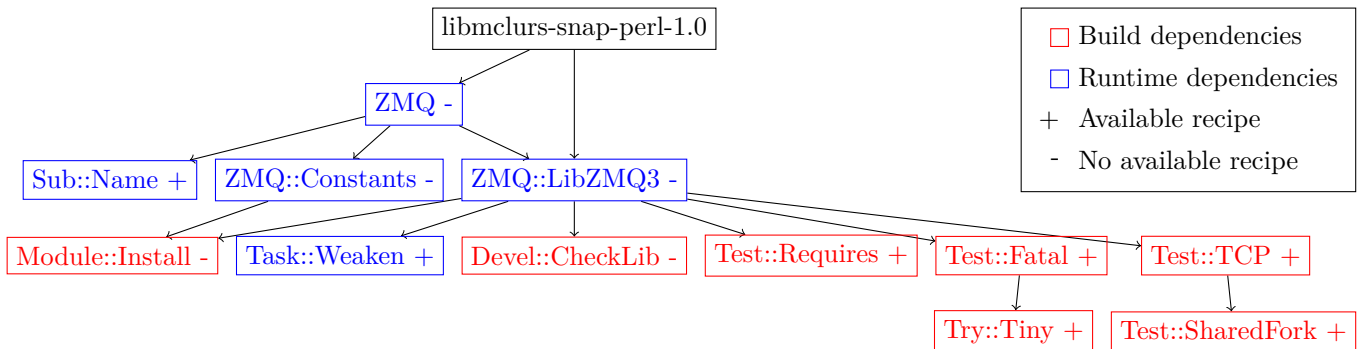 libmclurs-snap-perl-1.0
Build dependencies
Runtime dependencies
+ Available recipe
- No available recipe
ZMQ -
Sub::Name +
ZMQ::Constants -
ZMQ::LibZMQ3 -
Module::Install -
Task::Weaken +
Devel::CheckLib -
Test::Requires +
Test::Fatal +
Test::TCP +
Try::Tiny +
Test::SharedFork +